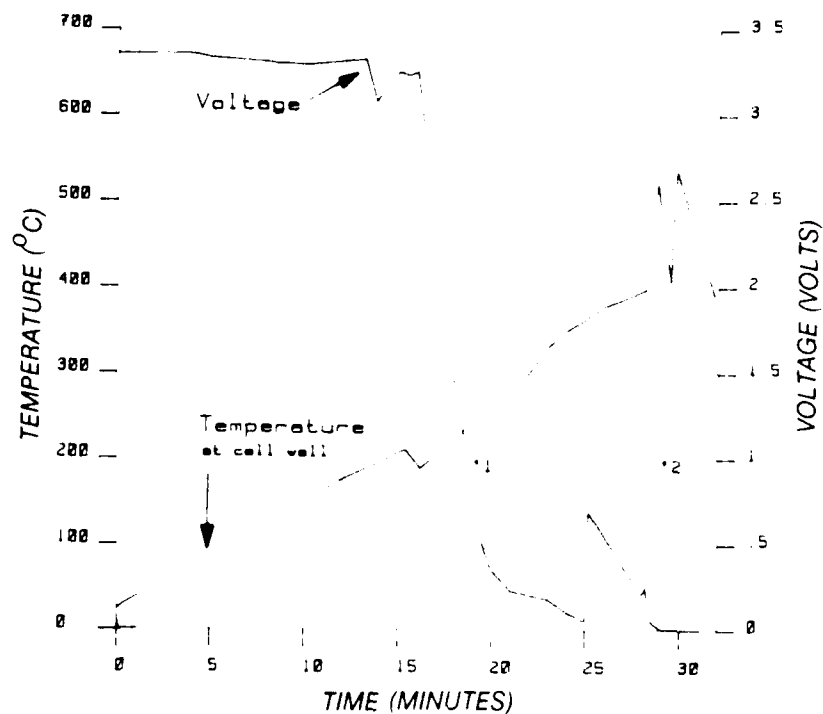 700
600
500
400
300
200
100
0
TEMPERATURE (°C)
Voltage
Temperature
at cell wall
*1
*2
3 5
3
2.5
2
1 5
1
.5
0
VOLTAGE (VOLTS)
0 5 10 15 20 25 30
TIME (MINUTES)